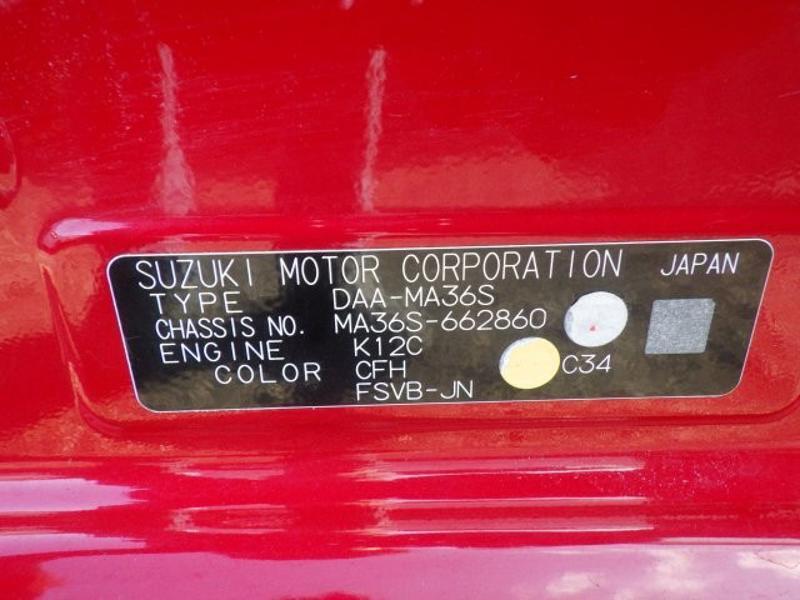 SUZUKI MOTOR CORPORATION JAPAN
TYPE DAA-MA36S
CHASSIS NO. MA36S-662860
ENGINE K12C
COLOR CFH C34
FSVB-JN